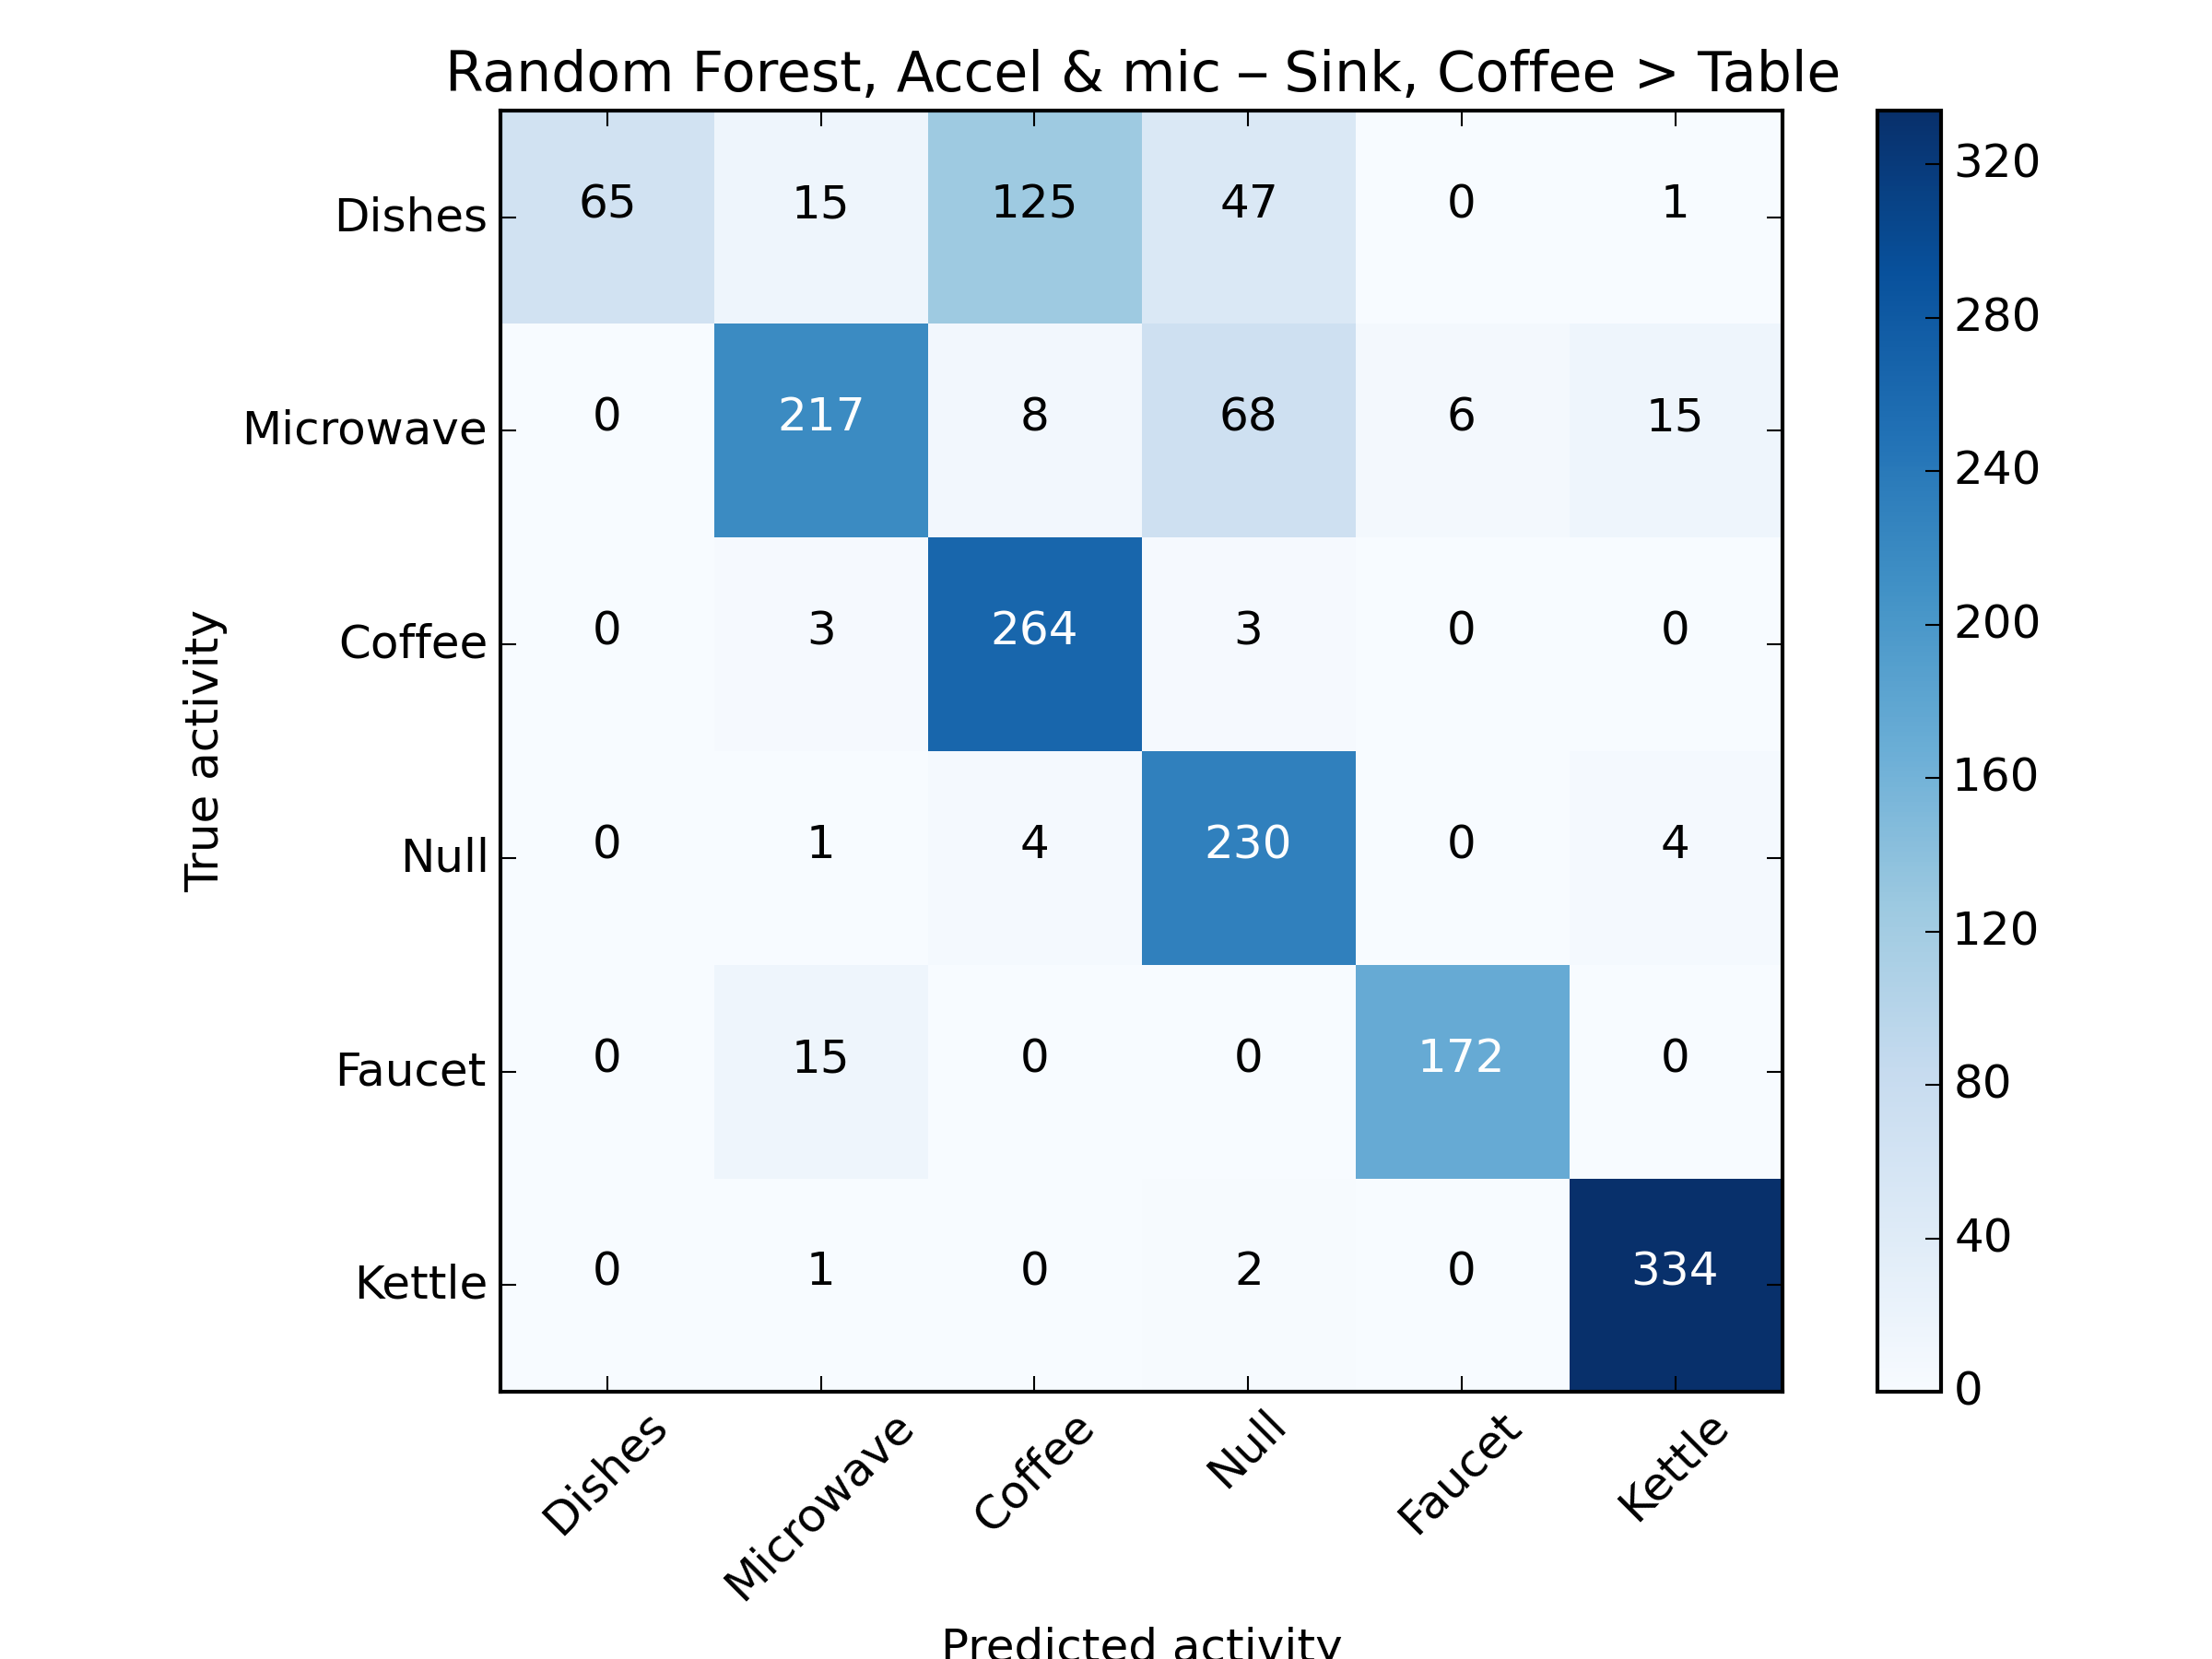 Random Forest, Accel & mic – Sink, Coffee > Table
Dishes 65 15 125 47 0 1
Microwave 0 217 8 68 6 15
Coffee 0 3 264 3 0 0
Null 0 1 4 230 0 4
Faucet 0 15 0 0 172 0
Kettle 0 1 0 2 0 334
True activity
Dishes Microwave Coffee Null Faucet Kettle
Predicted activity
320
280
240
200
160
120
80
40
0